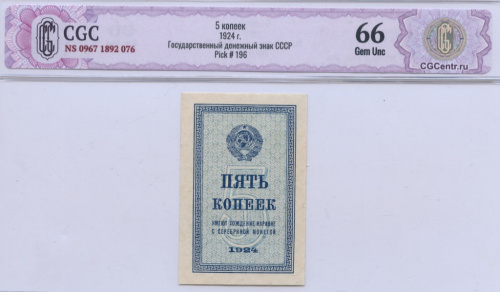 CGC
NS 0967 1892 076
5 копеек
1924 г.
Государственный денежный знак СССР
Pick # 196
66
Gem Unc
CGCentr.ru
ПЯТЬ
КОПЕЕК
5
ИМЕЮТ ХОЖДЕНИЕ НАРАВНЕ
С СЕРЕБРЯНОЙ МОНЕТОЙ
1924